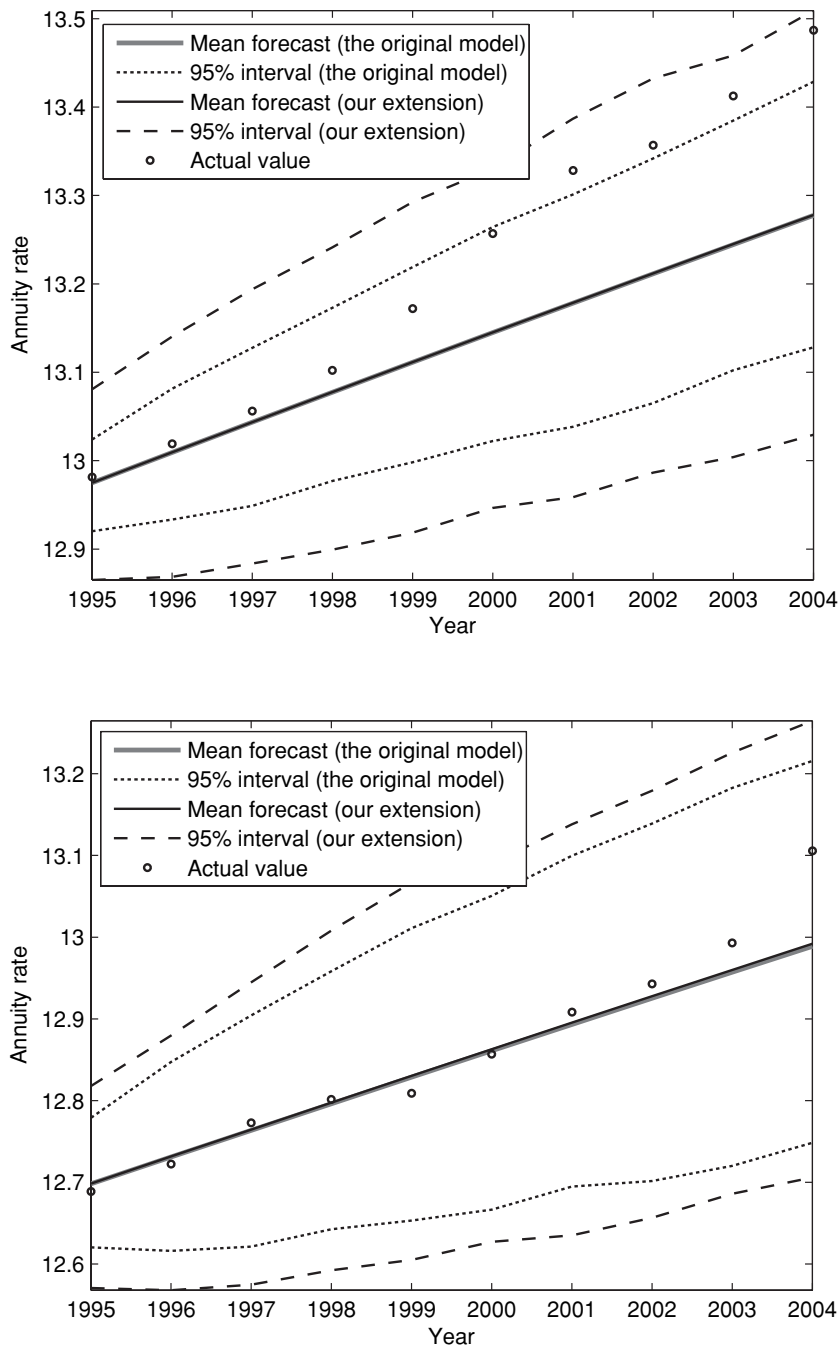 13.5
13.4
13.3
13.2
13.1
13
12.9
Annuity rate
Mean forecast (the original model)
95% interval (the original model)
Mean forecast (our extension)
95% interval (our extension)
Actual value
1995 1996 1997 1998 1999 2000 2001 2002 2003 2004
Year
13.2
13.1
13
12.9
12.8
12.7
12.6
Annuity rate
Mean forecast (the original model)
95% interval (the original model)
Mean forecast (our extension)
95% interval (our extension)
Actual value
1995 1996 1997 1998 1999 2000 2001 2002 2003 2004
Year